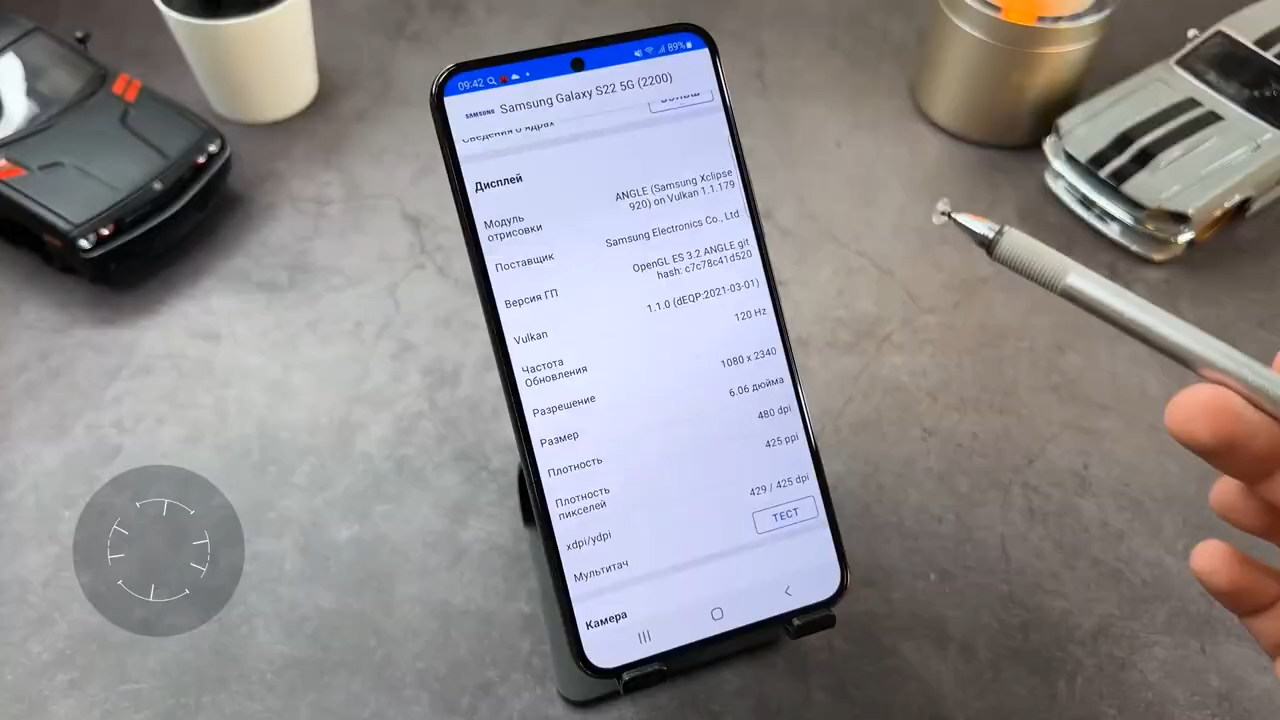 09:42
89%
SAMSUNG Samsung Galaxy S22 5G (2200)
Сведения о ядрах
Дисплей
Модуль отрисовки
ANGLE (Samsung Xclipse
920) on Vulkan 1.1.179
Поставщик
Samsung Electronics Co., Ltd
Версия ГП
OpenGL ES 3.2 ANGLE git
hash: c7c78c41d520
Vulkan
1.1.0 (dEQP:2021-03-01)
Частота
Обновления
120 Hz
Разрешение
1080 x 2340
Размер
6.06 дюйма
Плотность
480 dpi
Плотность
пикселей
425 ppi
xdpi/ydpi
429 / 425 dpi
Мультитач
ТЕСТ
Камера